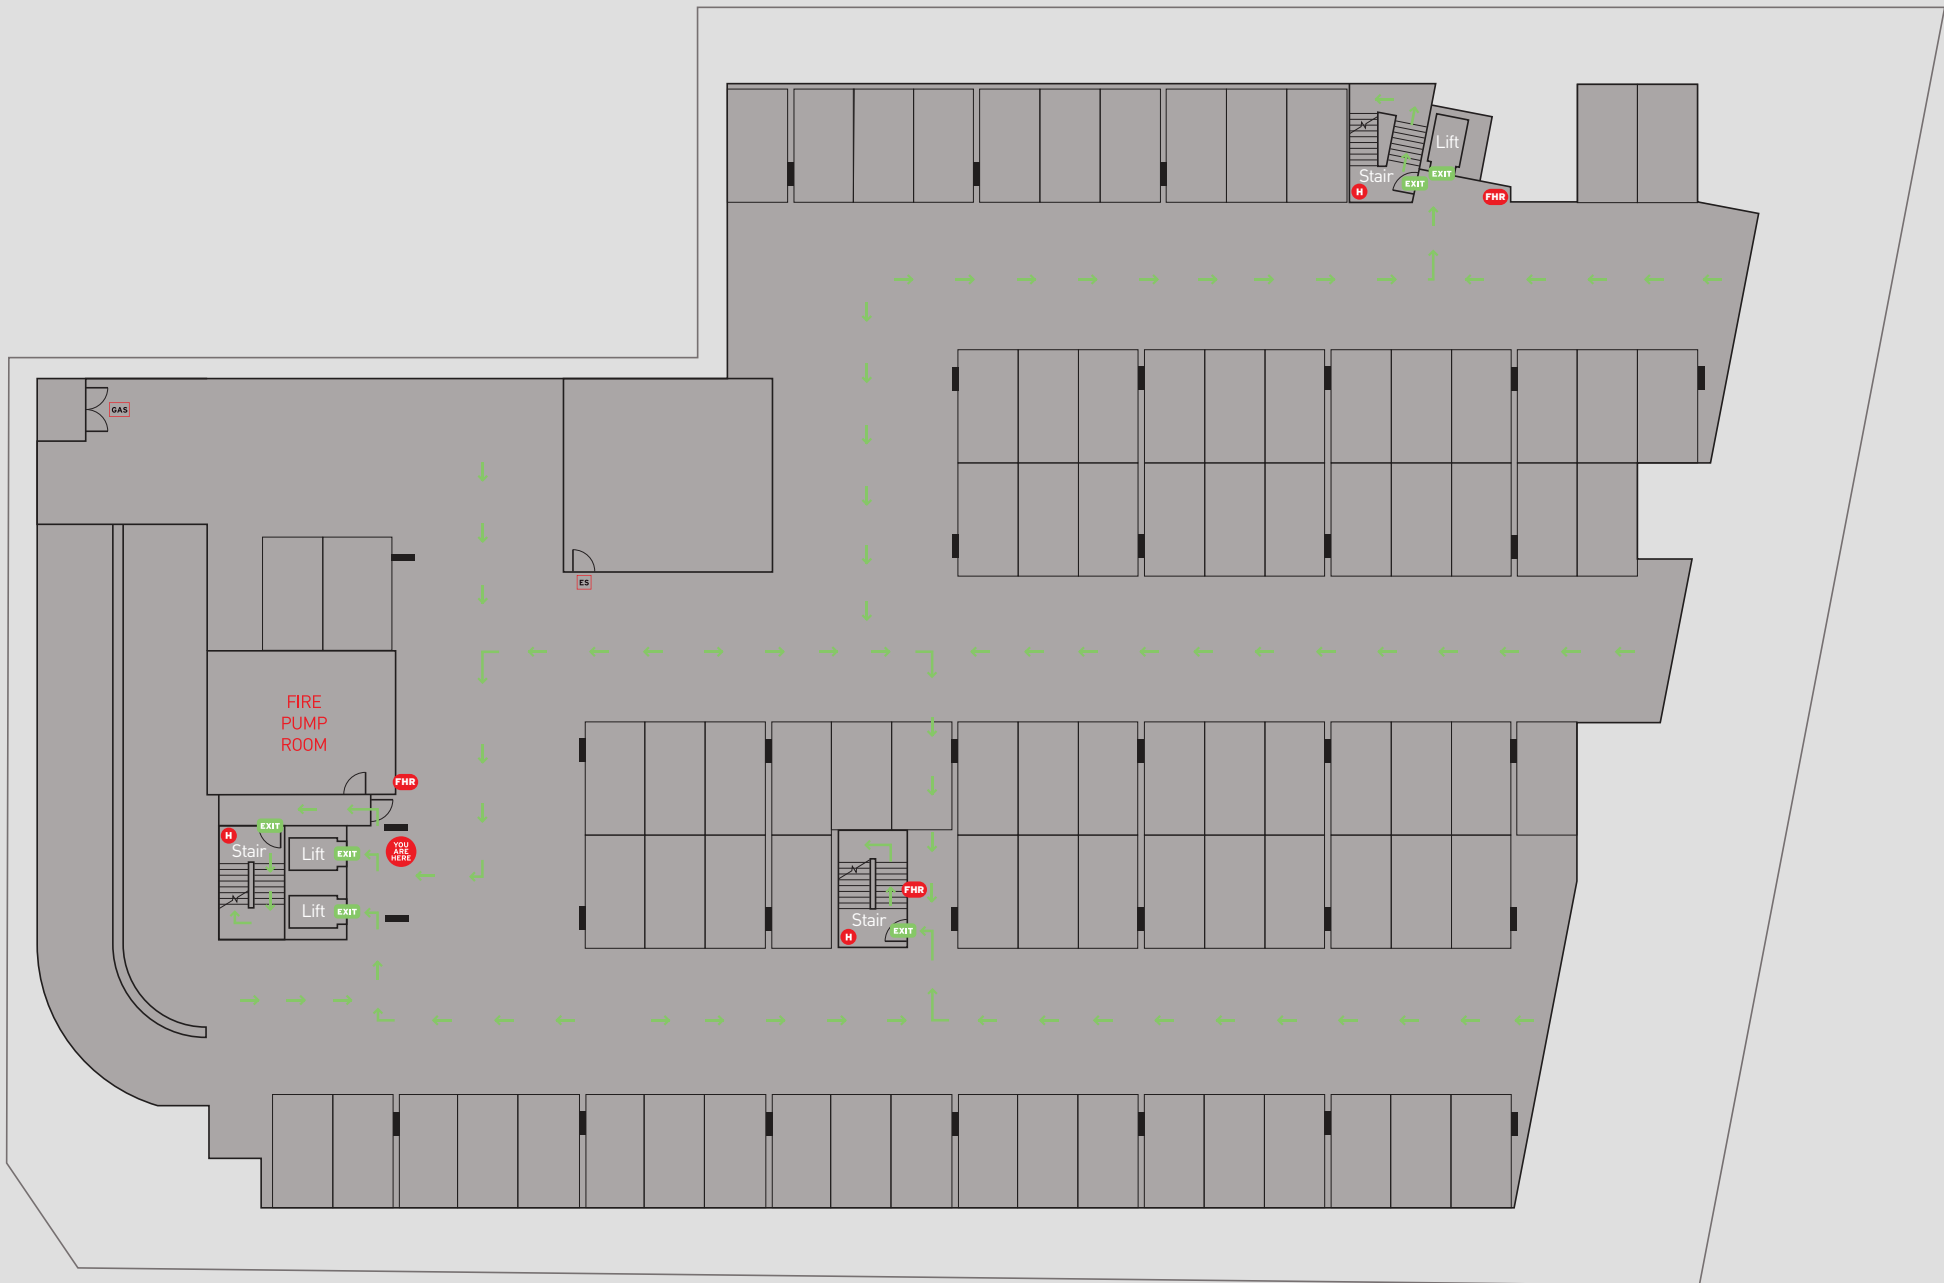 Lift
Stair
EXIT
EXIT
H
FHR
GAS
ES
FIRE
PUMP
ROOM
FHR
EXIT
H
Stair
Lift
EXIT
YOU
ARE
HERE
Lift
EXIT
FHR
Stair
EXIT
H